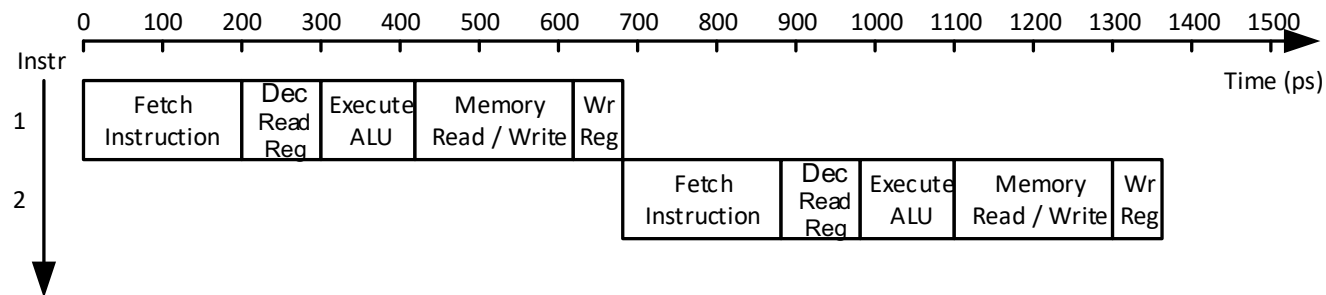 0 100 200 300 400 500 600 700 800 900 1000 1100 1200 1300 1400 1500
Instr
Time (ps)
1
Fetch
Instruction
Dec
Read
Reg
Execute
ALU
Memory
Read / Write
Wr
Reg
2
Fetch
Instruction
Dec
Read
Reg
Execute
ALU
Memory
Read / Write
Wr
Reg